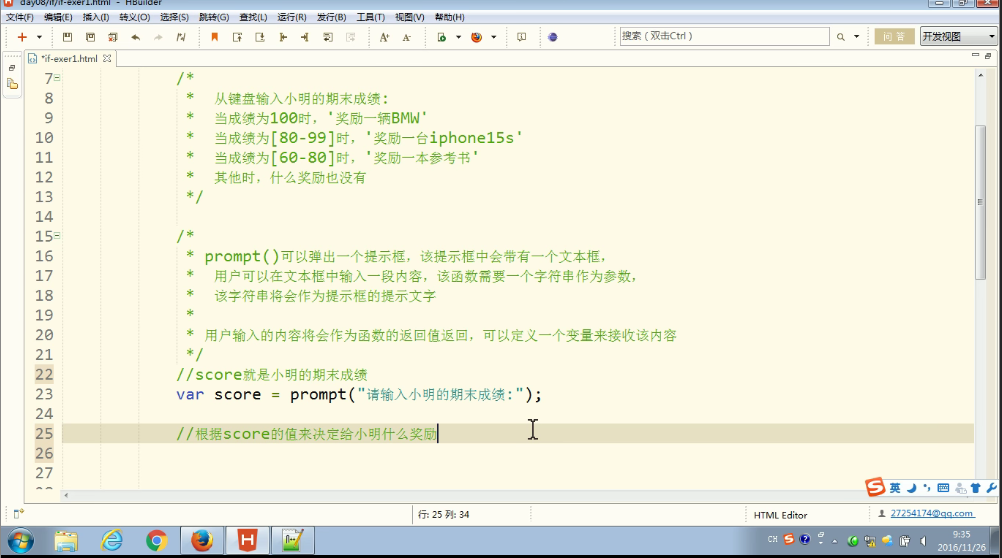 day08/if/if-exer1.html - HBuilder
文件(F) 编辑(E) 插入(I) 转义(O) 选择(S) 跳转(G) 查找(L) 运行(R) 发行(B) 工具(T) 视图(V) 帮助(H)
搜索 (双击Ctrl) 问 答 开发视图
*if-exer1.html
7 /*
8 * 从键盘输入小明的期末成绩:
9 * 当成绩为100时，'奖励一辆BMW'
10 * 当成绩为[80-99]时，'奖励一台iphone15s'
11 * 当成绩为[60-80]时，'奖励一本参考书'
12 * 其他时，什么奖励也没有
13 */
14
15 /*
16 * prompt()可以弹出一个提示框，该提示框中会带有一个文本框，
17 * 用户可以在文本框中输入一段内容，该函数需要一个字符串作为参数，
18 * 该字符串将会作为提示框的提示文字
19 *
20 * 用户输入的内容将会作为函数的返回值返回，可以定义一个变量来接收该内容
21 */
22 //score就是小明的期末成绩
23 var score = prompt("请输入小明的期末成绩:");
24
25 //根据score的值来决定给小明什么奖励
26
27
英
行: 25 列: 34 HTML Editor 27254174@qq.com
CH 9:35
2016/11/26